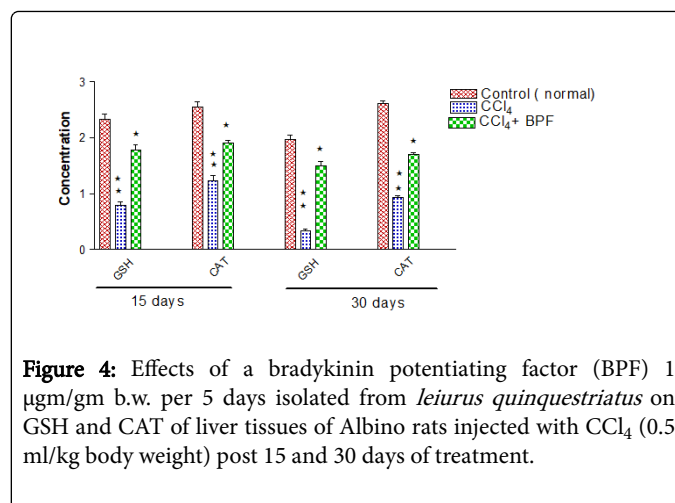 3
2
1
0
Concentration
Control ( normal)
CCl₄
CCl₄+ BPF
★★
★
★★
★
★★
★
★★
★
GSH
CAT
GSH
CAT
15 days
30 days
Figure 4: Effects of a bradykinin potentiating factor (BPF) 1
µgm/gm b.w. per 5 days isolated from leiurus quinquestriatus on
GSH and CAT of liver tissues of Albino rats injected with CCl₄ (0.5
ml/kg body weight) post 15 and 30 days of treatment.